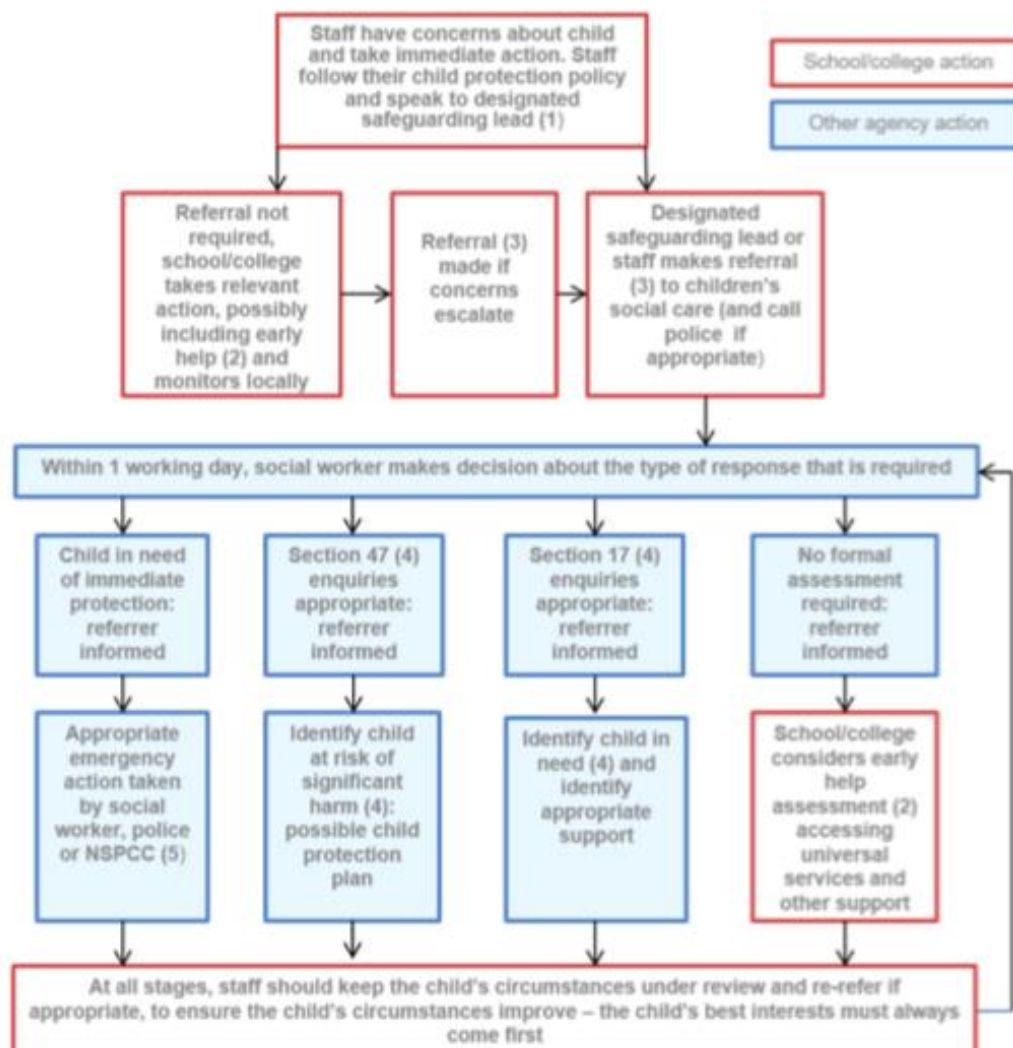 Staff have concerns about child
and take immediate action. Staff
follow their child protection policy
and speak to designated
safeguarding lead (1)
School/college action
Other agency action
Referral not
required,
school/college
takes relevant
action, possibly
including early
help (2) and
monitors locally
Referral (3)
made if
concerns
escalate
Designated
safeguarding lead or
staff makes referral
(3) to children's
social care (and call
police if
appropriate)
Within 1 working day, social worker makes decision about the type of response that is required
Child in need
of immediate
protection:
referrer
informed
Section 47 (4)
enquiries
appropriate:
referrer
informed
Section 17 (4)
enquiries
appropriate:
referrer
informed
No formal
assessment
required:
referrer
informed
Appropriate
emergency
action taken
by social
worker, police
or NSPCC (5)
Identify child
at risk of
significant
harm (4):
possible child
protection
plan
Identify child in
need (4) and
identify
appropriate
support
School/college
considers early
help
assessment (2)
accessing
universal
services and
other support
At all stages, staff should keep the child's circumstances under review and re-refer if
appropriate, to ensure the child's circumstances improve – the child's best interests must always
come first